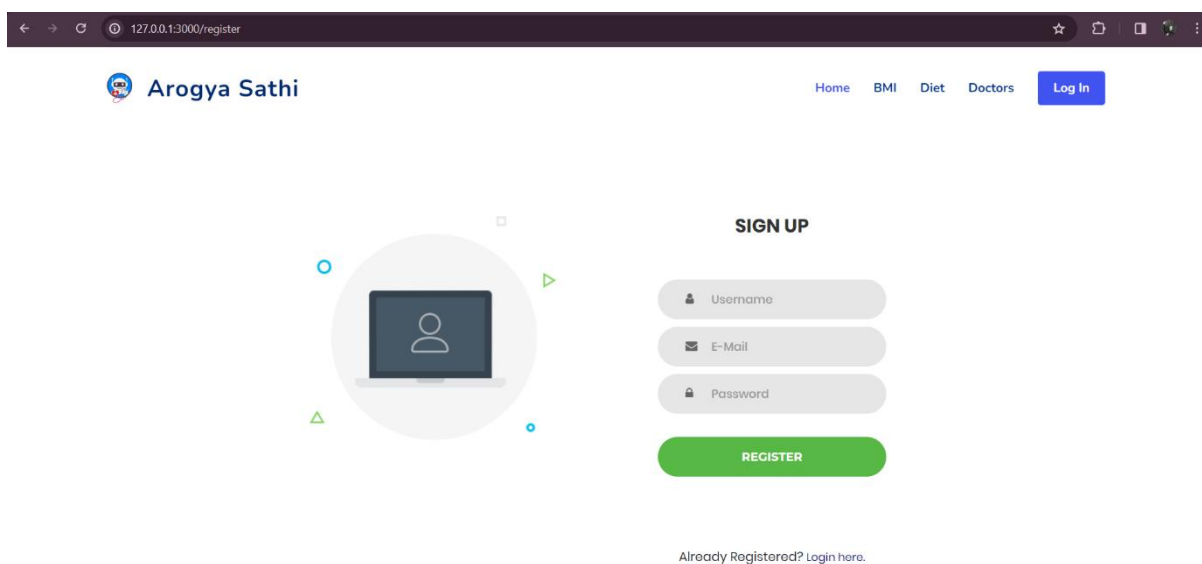 127.0.0.1:3000/register
Arogya Sathi Home BMI Diet Doctors Log In
SIGN UP
Username
E-Mail
Password
REGISTER
Already Registered? Login here.